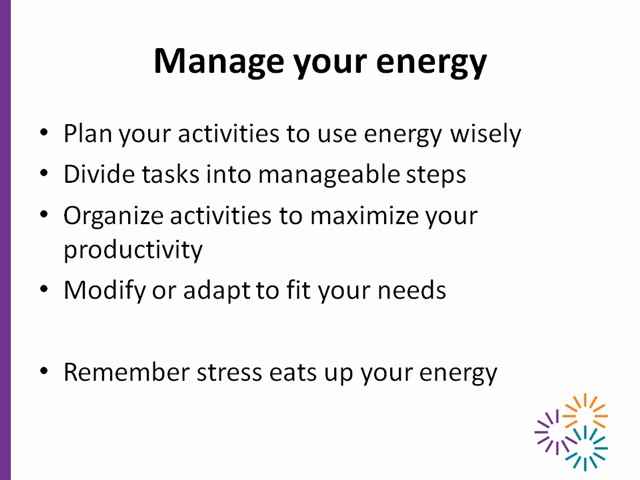 Manage your energy
• Plan your activities to use energy wisely
• Divide tasks into manageable steps
• Organize activities to maximize your
productivity
• Modify or adapt to fit your needs
• Remember stress eats up your energy